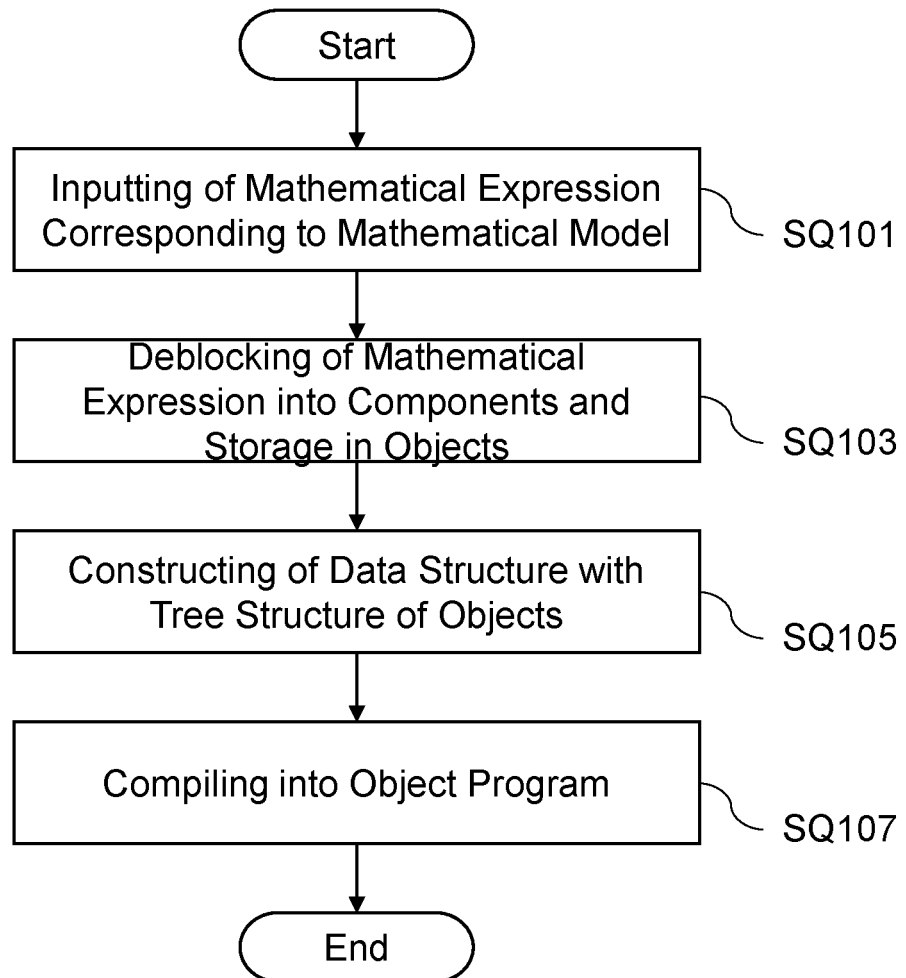 Start
Inputting of Mathematical Expression
Corresponding to Mathematical Model
SQ101
Deblocking of Mathematical
Expression into Components and
Storage in Objects
SQ103
Constructing of Data Structure with
Tree Structure of Objects
SQ105
Compiling into Object Program
SQ107
End